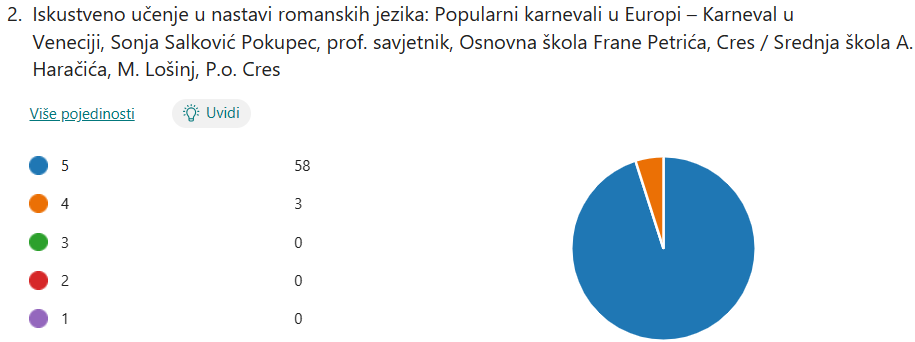 2. Iskustveno učenje u nastavi romanskih jezika: Popularni karnevali u Europi – Karneval u
Veneciji, Sonja Salković Pokupec, prof. savjetnik, Osnovna škola Frane Petrića, Cres / Srednja škola A.
Haračića, M. Lošinj, P.o. Cres
Više pojedinosti Uvidi
5 58
4 3
3 0
2 0
1 0